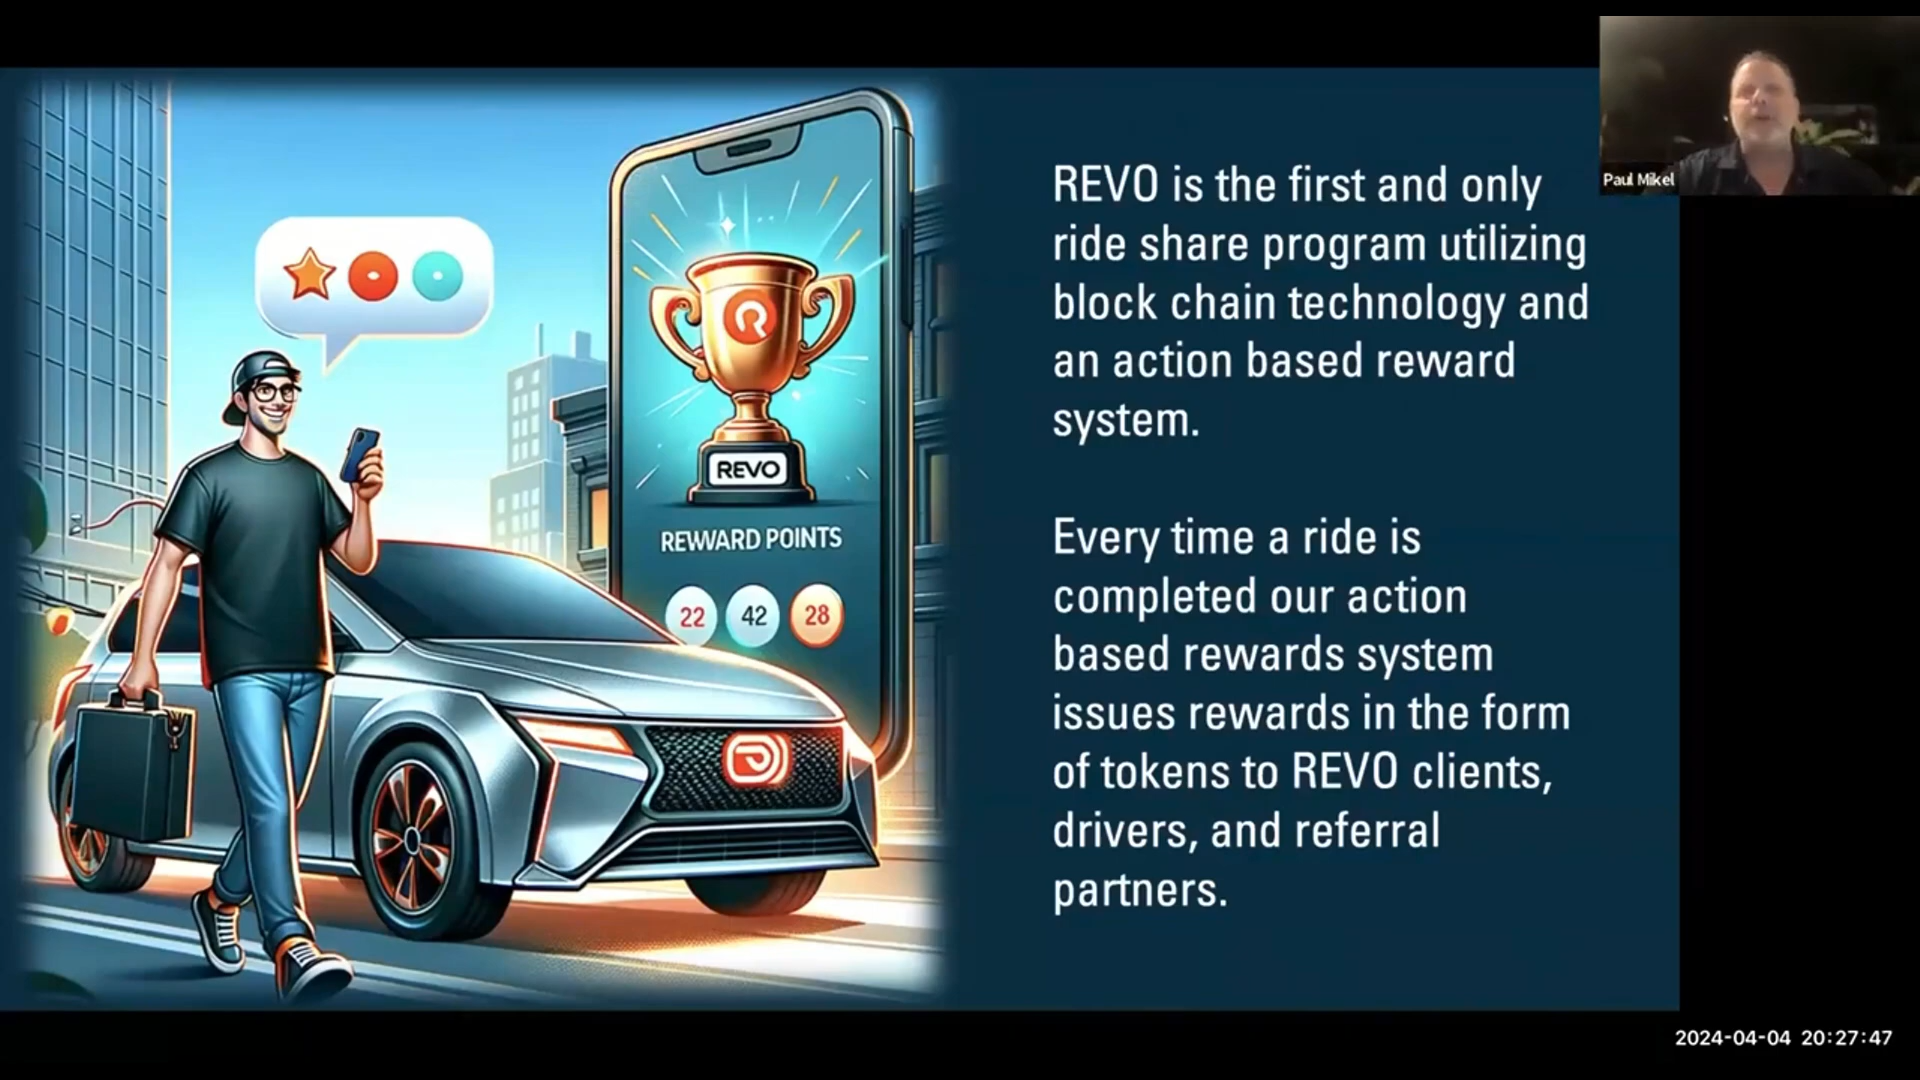 Paul Mikel
REVO is the first and only
ride share program utilizing
block chain technology and
an action based reward
system.
Every time a ride is
completed our action
based rewards system
issues rewards in the form
of tokens to REVO clients,
drivers, and referral
partners.
REVO
REWARD POINTS
22 42 28
2024-04-04 20:27:47